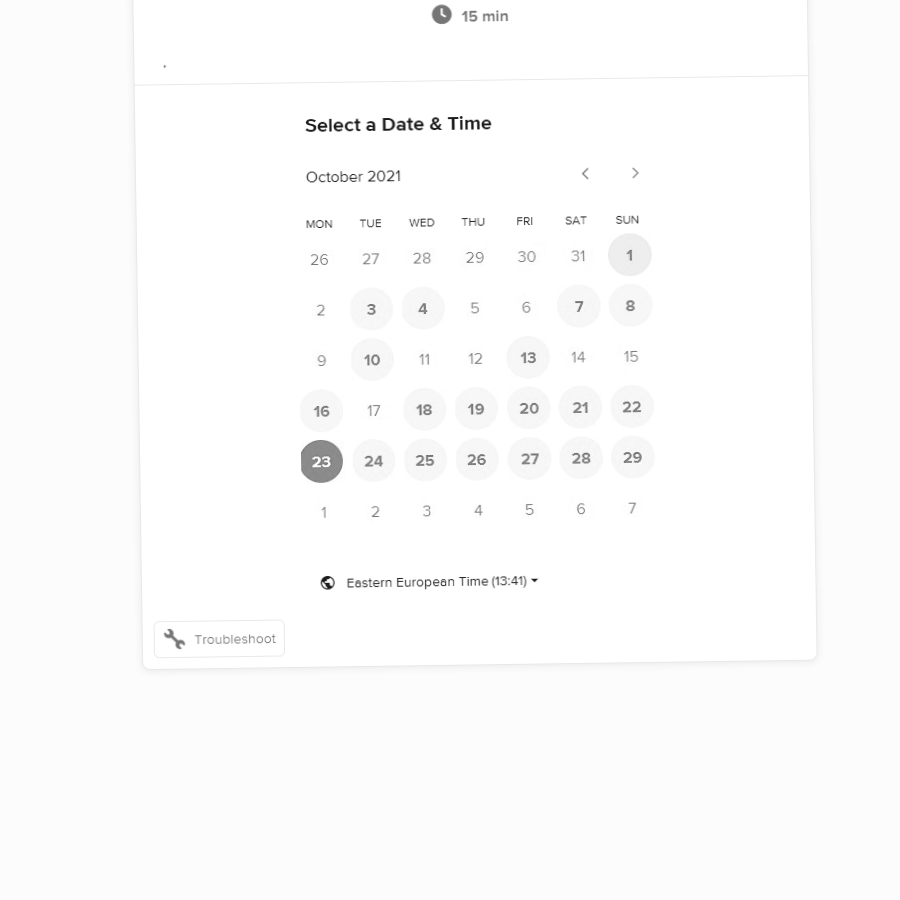 15 min
.
Select a Date & Time
October 2021
MON TUE WED THU FRI SAT SUN
26 27 28 29 30 31 1
2 3 4 5 6 7 8
9 10 11 12 13 14 15
16 17 18 19 20 21 22
23 24 25 26 27 28 29
1 2 3 4 5 6 7
Eastern European Time (13:41)
Troubleshoot